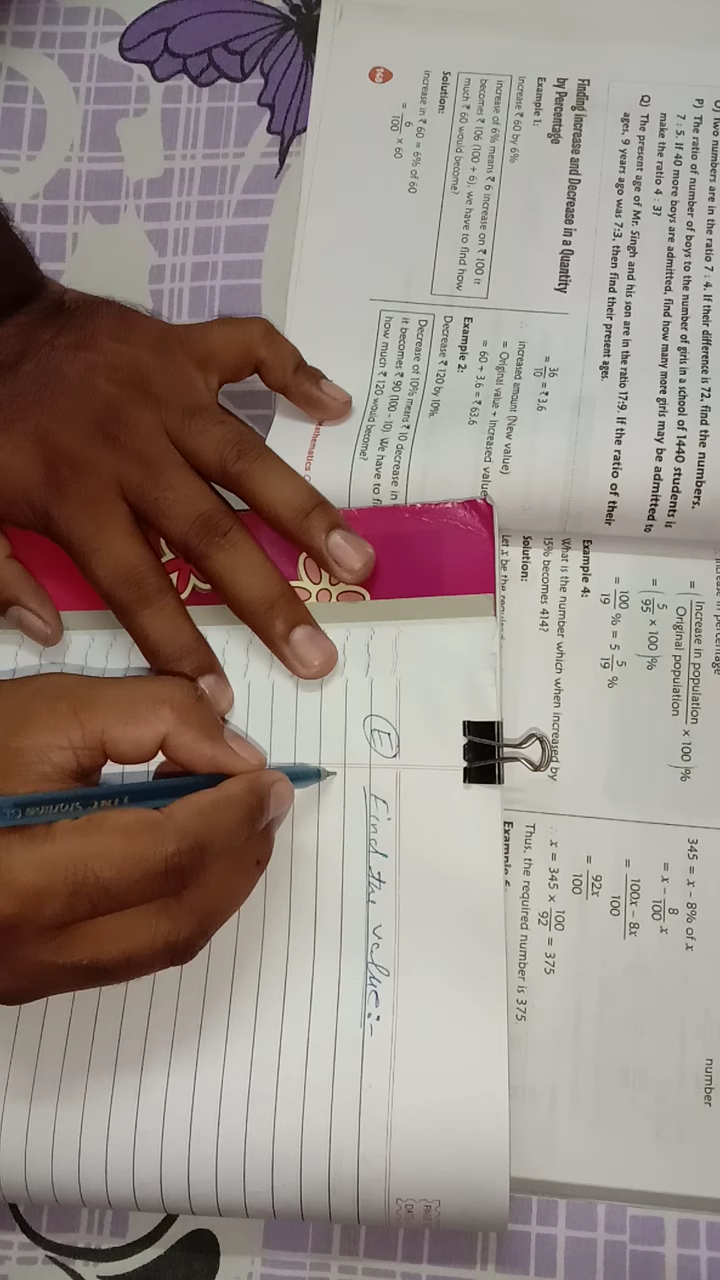 Two numbers are in the ratio 7 : 4. If their difference is 72, find the numbers.
P) The ratio of number of boys to the number of girls in a school of 1440 students is
7 : 5. If 40 more boys are admitted, find how many more girls may be admitted to
make the ratio 4 : 3?
Q) The present age of Mr. Singh and his son are in the ratio 17:9. If the ratio of their
ages, 9 years ago was 7:3, then find their present ages.
Finding Increase and Decrease in a Quantity
by Percentage
Example 1:
Increase ₹ 60 by 6%
Increase of 6% means ₹ 6 increase on ₹ 100 it
becomes ₹ 106 (100 + 6). we have to find how
much ₹ 60 would become?
Solution:
Increase in ₹ 60 = 6% of 60
= 6/100 × 60
160
= 36/10 = ₹ 3.6
∴ Increased amount (New value)
= Original value + Increased value
= 60 + 3.6 = ₹ 63.6
Example 2:
Decrease ₹ 120 by 10%.
Decrease of 10% means ₹ 10 decrease in
it becomes ₹ 90 (100 - 10). We have to fi
how much ₹ 120 would become?
Mathematics
= (Increase in population / Original population × 100)%
= (5/95 × 100)%
= 100/19 % = 5 5/19 %
Example 4:
What is the number which when increased by
15% becomes 414?
Solution:
Let x be the
number
345 = x – 8% of x
= x – 8/100 x
= 100x – 8x / 100
= 92x/100
∴ x = 345 × 100/92 = 375
Thus, the required number is 375.
Example
PAGE
DATE
(E) Find the value:-